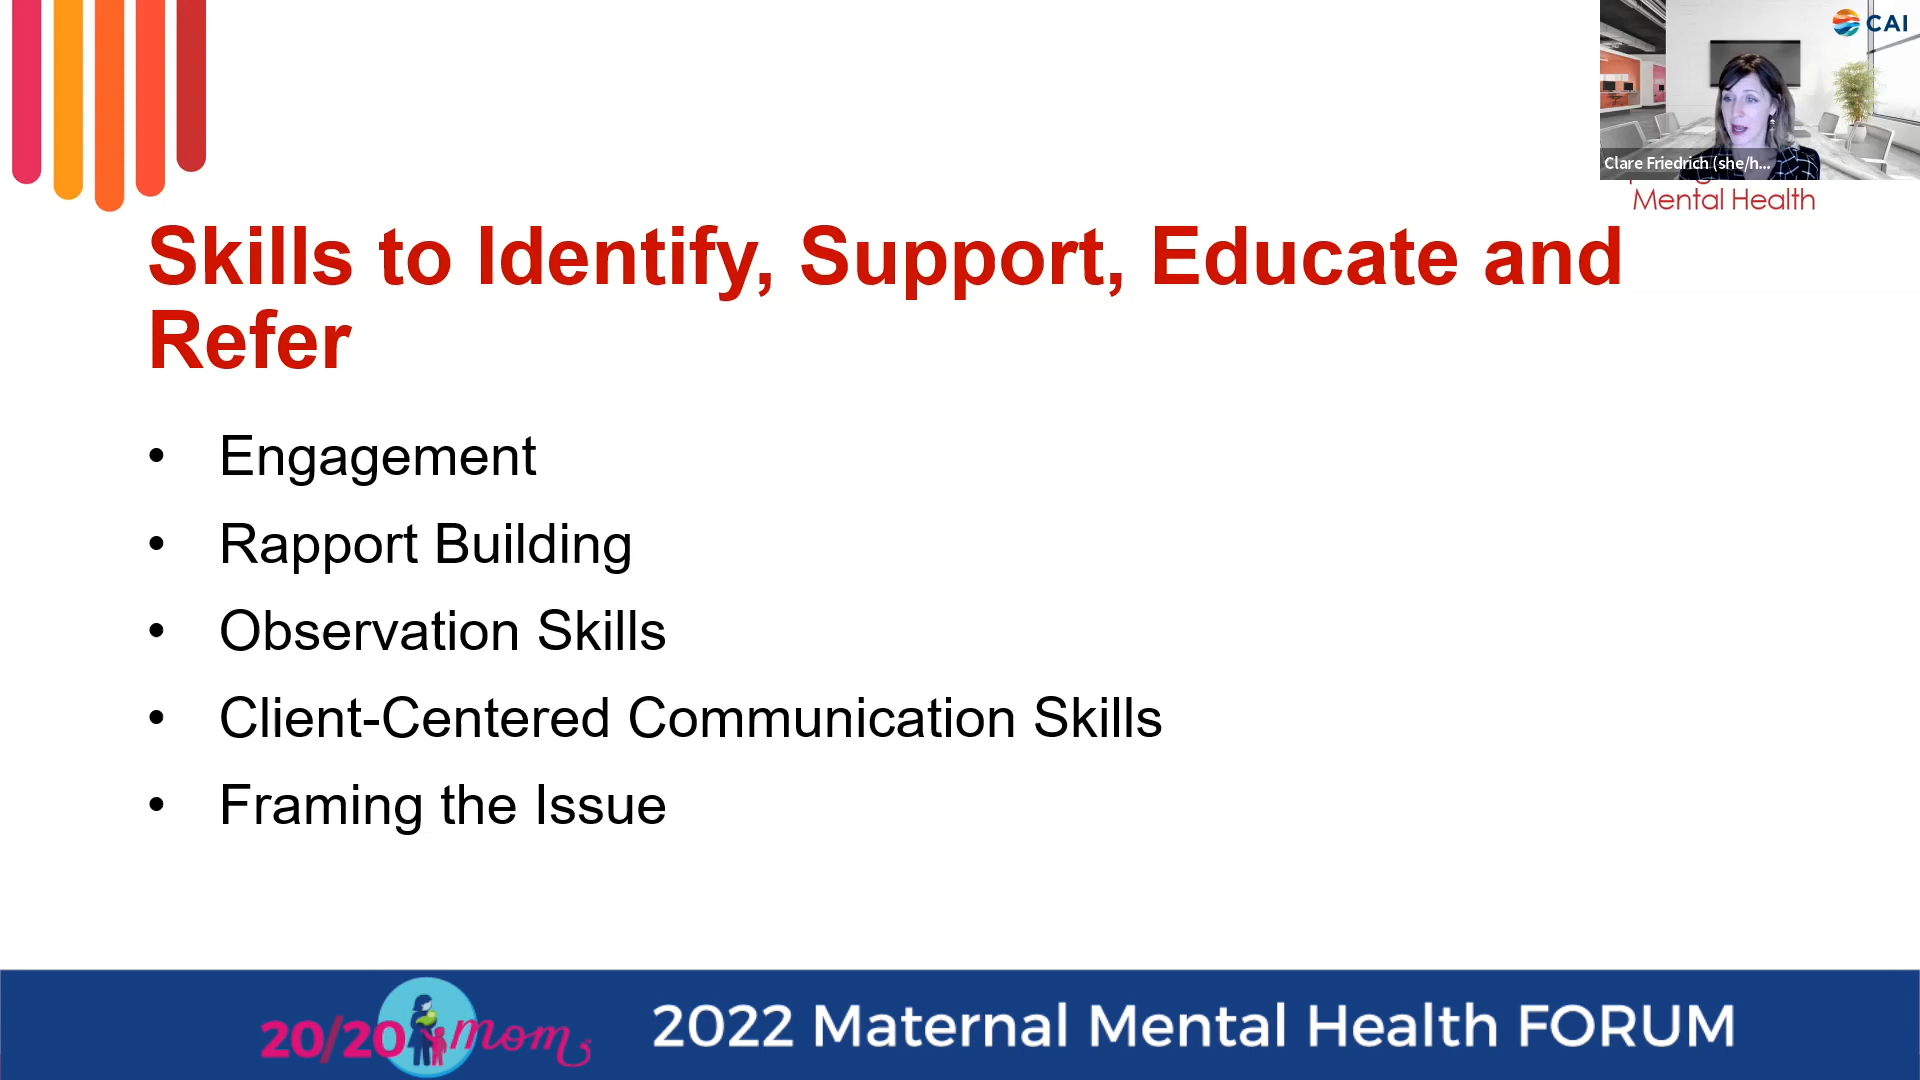 CAI
Clare Friedrich (she/h...
Mental Health
Skills to Identify, Support, Educate and
Refer
• Engagement
• Rapport Building
• Observation Skills
• Client-Centered Communication Skills
• Framing the Issue
20/20 mom
2022 Maternal Mental Health FORUM